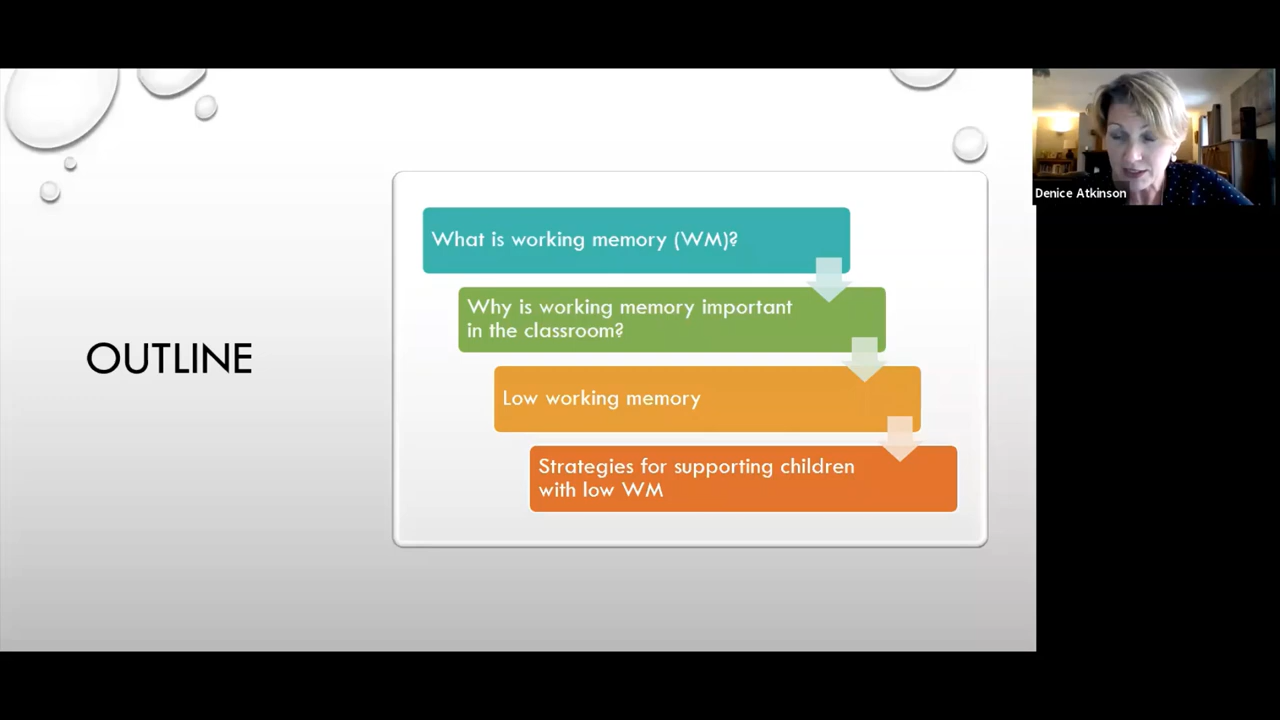 OUTLINE
What is working memory (WM)?
Why is working memory important
in the classroom?
Low working memory
Strategies for supporting children
with low WM
Denice Atkinson